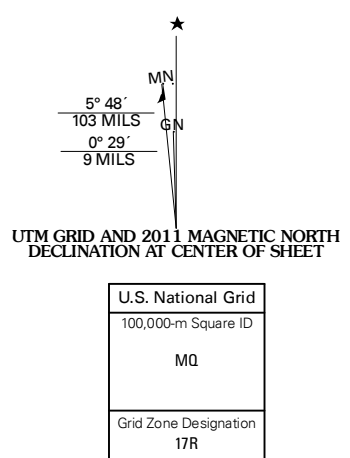 ★
M.N.
5° 48´
103 MILS
GN
0° 29´
9 MILS
UTM GRID AND 2011 MAGNETIC NORTH
DECLINATION AT CENTER OF SHEET
U.S. National Grid
100,000-m Square ID
MQ
Grid Zone Designation
17R